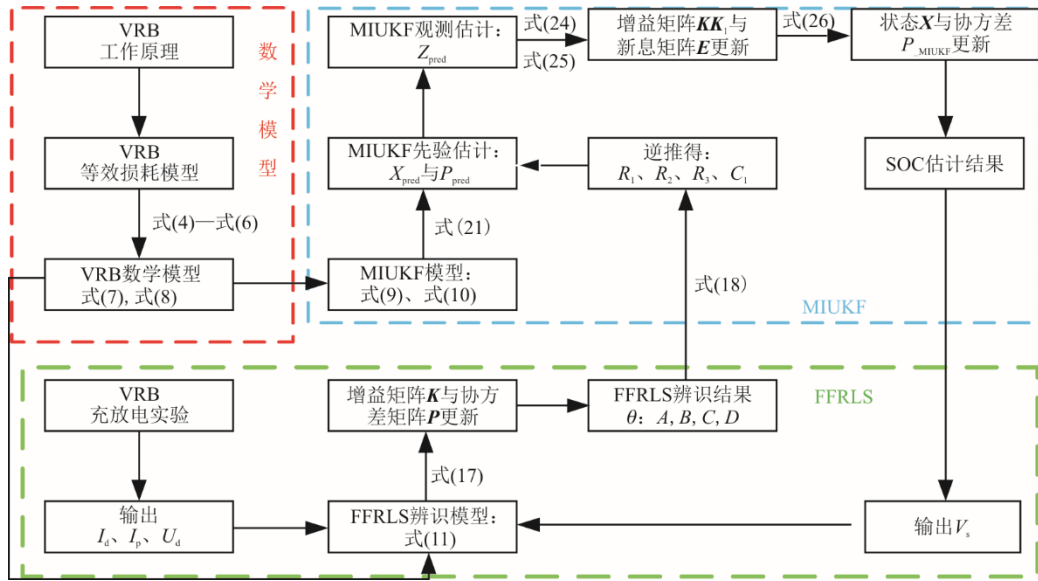 VRB
工作原理
VRB
等效损耗模型
式(4)—式(6)
VRB数学模型
式(7), 式(8)
数学模型
MIUKF 观测估计：
Zpred
式(24)
式(25)
增益矩阵KK1与
新息矩阵E更新
式(26)
状态X与协方差
P_MIUKF更新
MIUKF先验估计：
Xpred与Ppred
逆推得：
R1、R2、R3、C1
SOC估计结果
式(21)
MIUKF模型：
式(9)、式(10)
式(18)
MIUKF
VRB
充放电实验
增益矩阵K与协方
差矩阵P更新
FFRLS辨识结果
θ：A, B, C, D
FFRLS
式(17)
输出
Id、Ip、Ud
FFRLS辨识模型：
式(11)
输出Vs